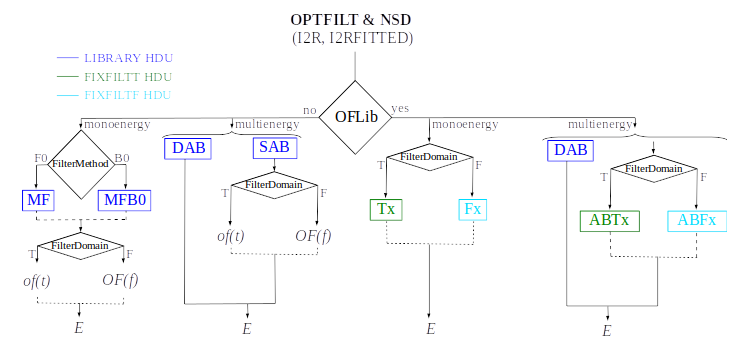 OPTFILT & NSD
(I2R, I2RFITTED)
LIBRARY HDU
FIXFILTT HDU
FIXFILTF HDU
no
OFLib
yes
monoenergy
multienergy
monoenergy
multienergy
F0
FilterMethod
B0
DAB
SAB
FilterDomain
T
F
DAB
FilterDomain
T
F
MF
MFB0
FilterDomain
T
F
Tx
Fx
ABTx
ABFx
of(t)
OF(f)
FilterDomain
T
F
of(t)
OF(f)
E
E
E
E